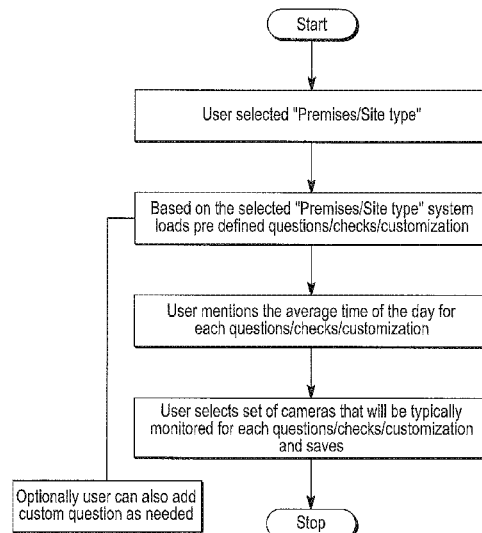 Start
User selected "Premises/Site type"
Based on the selected "Premises/Site type" system
loads pre defined questions/checks/customization
User mentions the average time of the day for
each questions/checks/customization
User selects set of cameras that will be typically
monitored for each questions/checks/customization
and saves
Optionally user can also add
custom question as needed
Stop